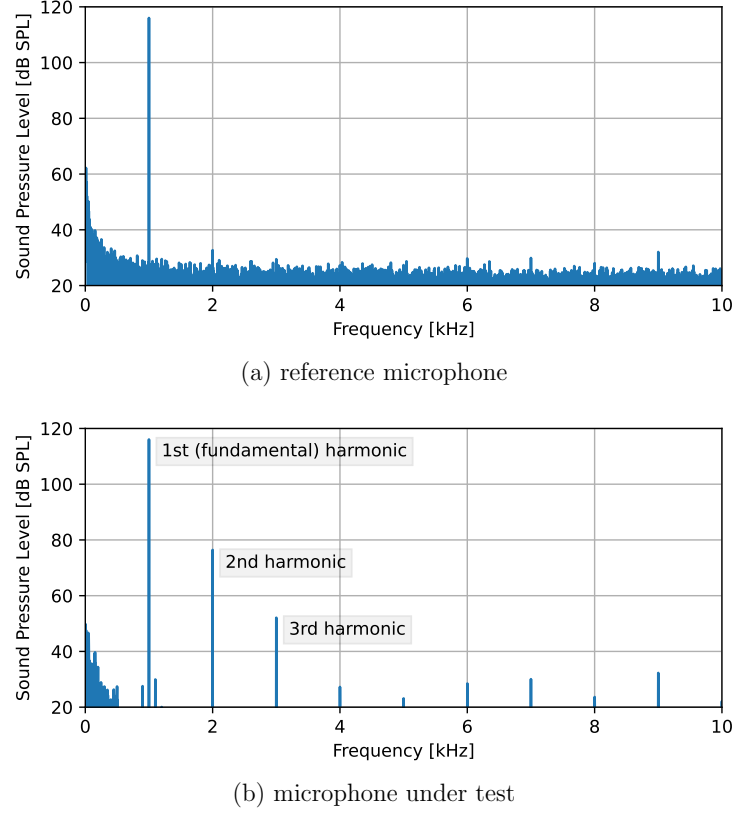 120
100
80
60
40
20
Sound Pressure Level [dB SPL]
0 2 4 6 8 10
Frequency [kHz]
(a) reference microphone
120
100
80
60
40
20
Sound Pressure Level [dB SPL]
1st (fundamental) harmonic
2nd harmonic
3rd harmonic
0 2 4 6 8 10
Frequency [kHz]
(b) microphone under test